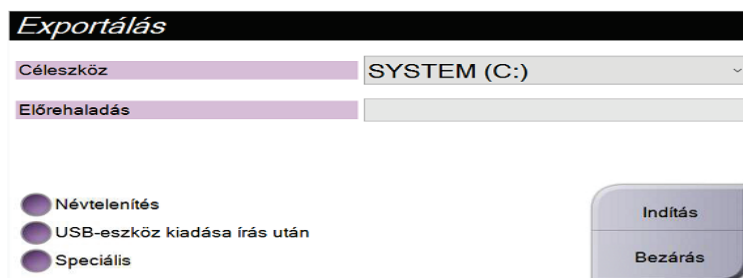 Exportálás
Céleszköz
SYSTEM (C:)
Előrehaladás
Névtelenítés
USB-eszköz kiadása írás után
Speciális
Indítás
Bezárás